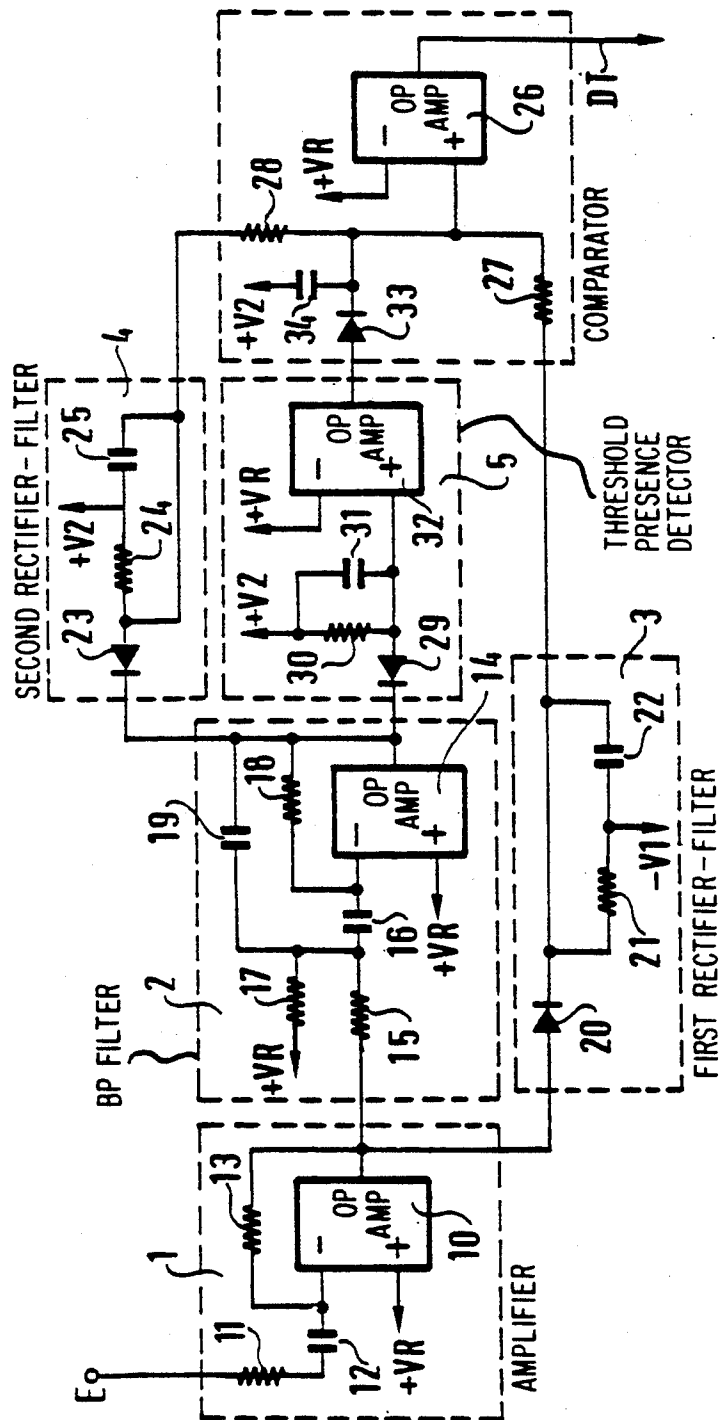 E
11
12
1
13
+VR
-
+
OP
AMP
10
AMPLIFIER
BP FILTER
2
+VR
17
15
19
18
16
+VR
-
+
OP
AMP
14
20
21
-V1
22
3
FIRST RECTIFIER-FILTER
SECOND RECTIFIER-FILTER
4
23
+V2
24
25
+V2
30
31
29
+VR
-
+
OP
AMP
32
5
THRESHOLD
PRESENCE
DETECTOR
+V2
34
33
28
27
+VR
-
+
OP
AMP
26
COMPARATOR
DT